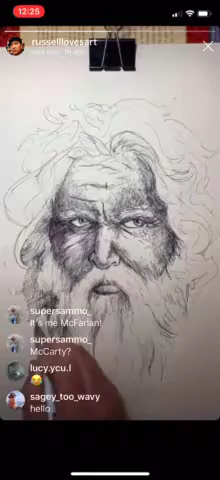 12:25
russelllovesart
supersammo_
It's me McFarlan!
supersammo_
McCarty?
lucy.ycu.l
😂
sagey_too_wavy
hello